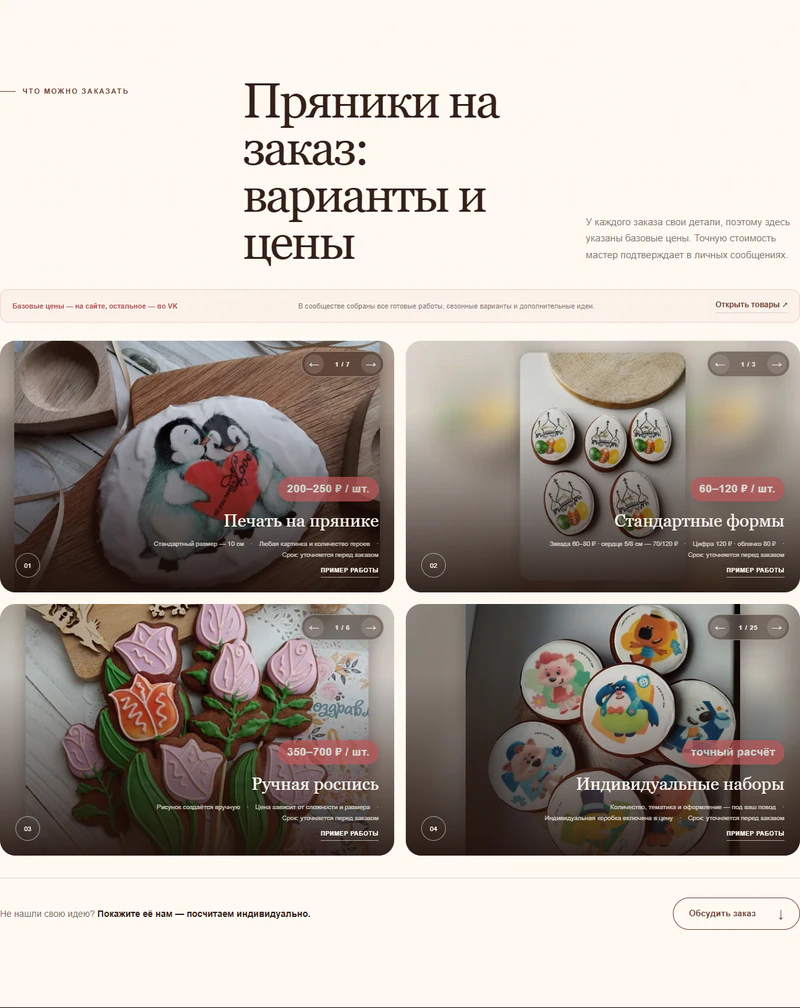 ЧТО МОЖНО ЗАКАЗАТЬ
Пряники на
заказ:
варианты и
цены
У каждого заказа свои детали, поэтому здесь
указаны базовые цены. Точную стоимость
мастер подтверждает в личных сообщениях.
Базовые цены — на сайте, остальное — во VK
В сообществе собраны все готовые работы, сезонные варианты и дополнительные идеи.
Открыть товары ↗
← 1 / 7 →
200–250 ₽ / шт.
Печать на прянике
Стандартный размер — 10 см · Любая картинка и количество героев ·
Срок: уточняется перед заказом
01
ПРИМЕР РАБОТЫ
← 1 / 3 →
60–120 ₽ / шт.
Стандартные формы
Звезда 60–80 ₽ · сердце 5/8 см — 70/120 ₽ · Цифра 120 ₽ · облачко 80 ₽ ·
Срок: уточняется перед заказом
02
ПРИМЕР РАБОТЫ
← 1 / 6 →
350–700 ₽ / шт.
Ручная роспись
Рисунок создаётся вручную · Цена зависит от сложности и размера ·
Срок: уточняется перед заказом
03
ПРИМЕР РАБОТЫ
← 1 / 25 →
точный расчёт
Индивидуальные наборы
Количество, тематика и оформление — под ваш повод ·
Индивидуальная коробка включена в цену · Срок: уточняется перед заказом
04
ПРИМЕР РАБОТЫ
Не нашли свою идею? Покажите её нам — посчитаем индивидуально.
Обсудить заказ ↓